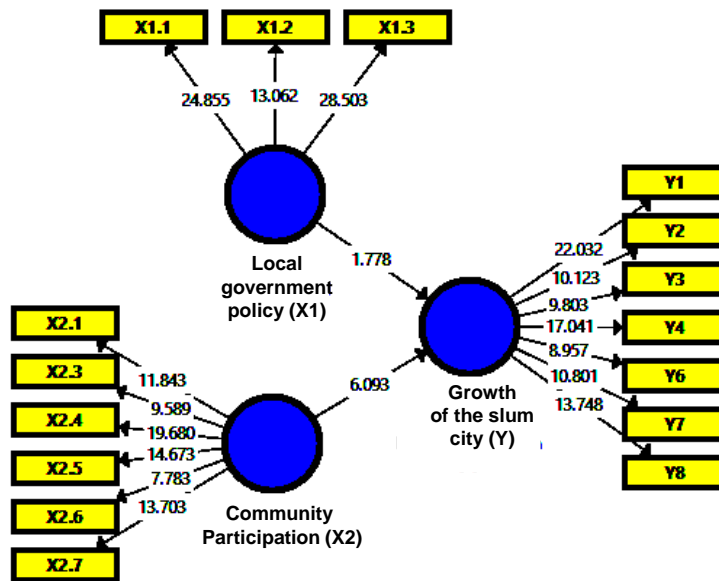 X1.1 X1.2 X1.3
24.855 13.062 28.503
Local
government
policy (X1)
1.778
X2.1
X2.3
X2.4
X2.5
X2.6
X2.7
11.843
9.589
19.680
14.673
7.783
13.703
Community
Participation (X2)
6.093
Growth
of the slum
city (Y)
22.032
10.123
9.803
17.041
8.957
10.801
13.748
Y1
Y2
Y3
Y4
Y6
Y7
Y8